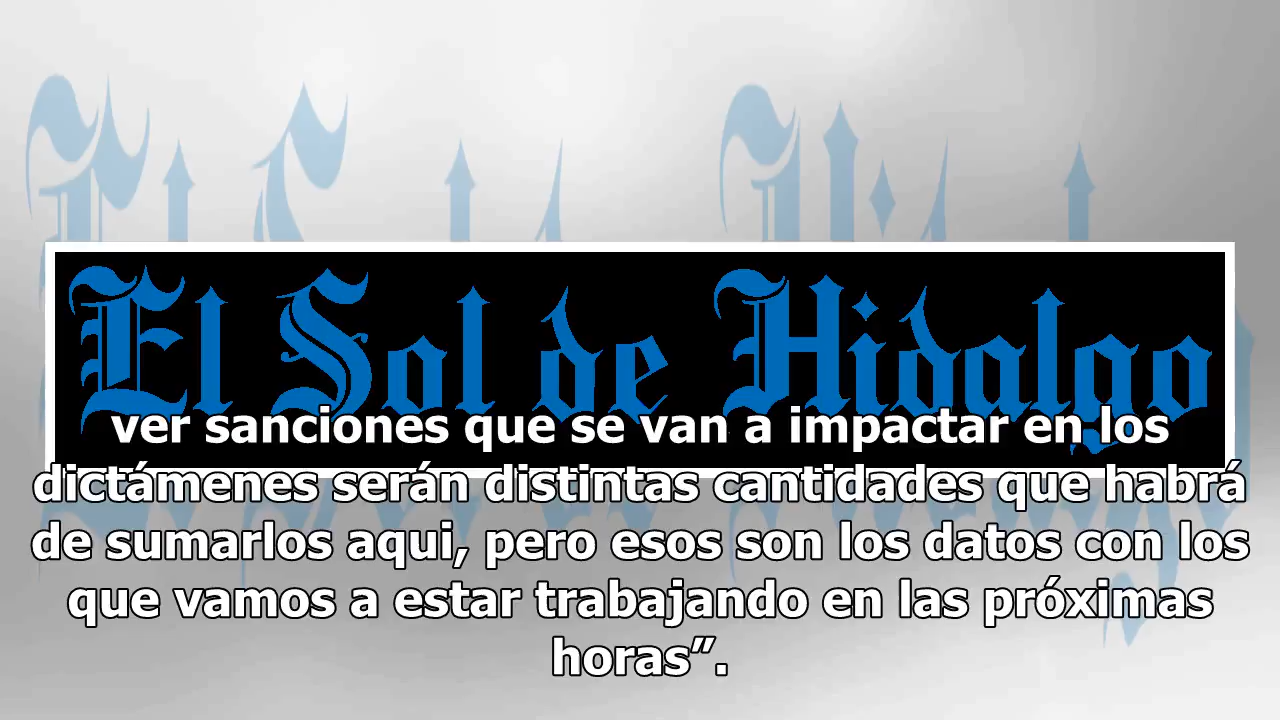 El Sol de Hidalgo
ver sanciones que se van a impactar en los
dictámenes serán distintas cantidades que habrá
de sumarlos aqui, pero esos son los datos con los
que vamos a estar trabajando en las próximas
horas”.